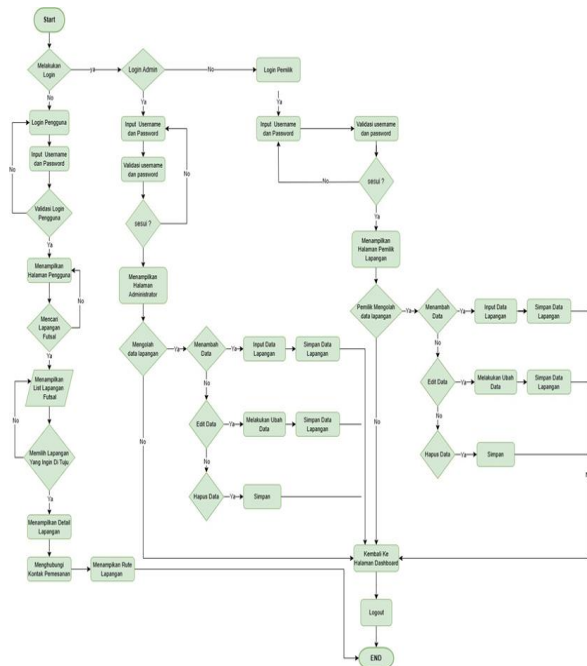 Start
Melakukan
Login
ya
Login Admin
No
Login Pemilik
No
Ya
Ya
Login Pengguna
Input Username
dan Password
No
Validasi Login
Pengguna
Ya
Menampilkan
Halaman Pengguna
No
Mencari
Lapangan
Futsal
Ya
Menampilkan
List Lapangan
Futsal
No
Memilih Lapangan
Yang Ingin Di Tuju
Ya
Menampilkan Detail
Lapangan
Menghubungi
Kontak Pemesanan
Menampilkan Rute
Lapangan
Input Username
dan Password
Validasi username
dan password
No
sesui ?
Ya
Menampilkan
Halaman
Administrator
Mengolah
data lapangan
Ya
Menambah
Data
Ya
Input Data
Lapangan
Simpan Data
Lapangan
No
No
Edit Data
Ya
Melakukan Ubah
Data
Simpan Data
Lapangan
No
Hapus Data
Ya
Simpan
Input Username
dan Password
Validasi username
dan password
No
sesui ?
Ya
Menampilkan
Halaman Pemilik
Lapangan
Pemilik Mengolah
data lapangan
Ya
Menambah
Data
Ya
Input Data
Lapangan
Simpan Data
Lapangan
No
No
Edit Data
Ya
Melakukan Ubah
Data
Simpan Data
Lapangan
No
Hapus Data
Ya
Simpan
Kembali Ke
Halaman Dashboard
Logout
END